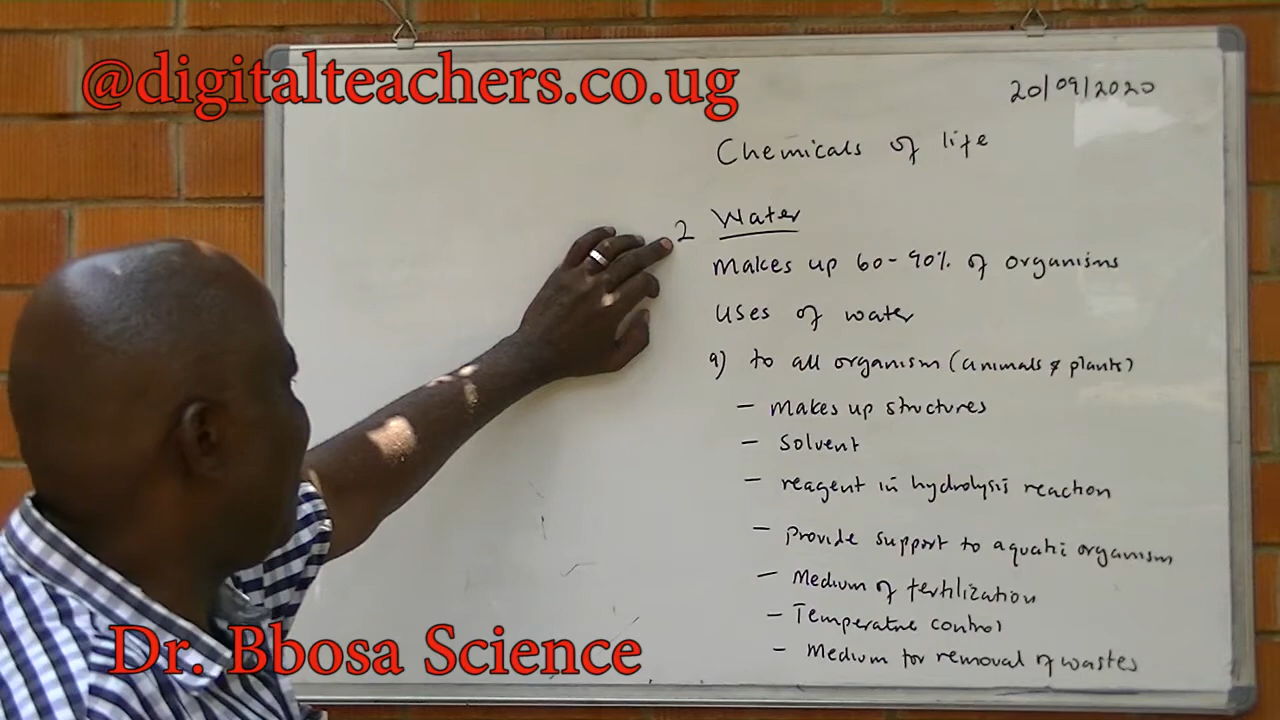 @digitalteachers.co.ug
20/09/2020
Chemicals of life
2 Water
Makes up 60-90% of organisms
Uses of water
a) to all organism (animals & plants)
- Makes up structures
- Solvent
- reagent in hydrolysis reaction
- Provide support to aquatic organism
- Medium of fertilization
- Temperature control
- Medium for removal of wastes
Dr. Bbosa Science